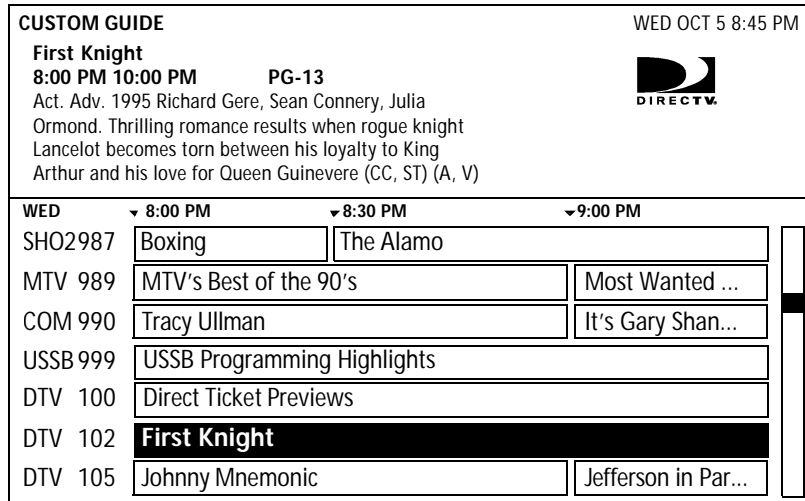 CUSTOM GUIDE WED OCT 5 8:45 PM
First Knight
8:00 PM 10:00 PM PG-13
DIRECTV.
Act. Adv. 1995 Richard Gere, Sean Connery, Julia
Ormond. Thrilling romance results when rogue knight
Lancelot becomes torn between his loyalty to King
Arthur and his love for Queen Guinevere (CC, ST) (A, V)
WED 8:00 PM 8:30 PM 9:00 PM
SHO2987 Boxing The Alamo
MTV 989 MTV's Best of the 90's Most Wanted ...
COM 990 Tracy Ullman It's Gary Shan...
USSB 999 USSB Programming Highlights
DTV 100 Direct Ticket Previews
DTV 102 First Knight
DTV 105 Johnny Mnemonic Jefferson in Par...